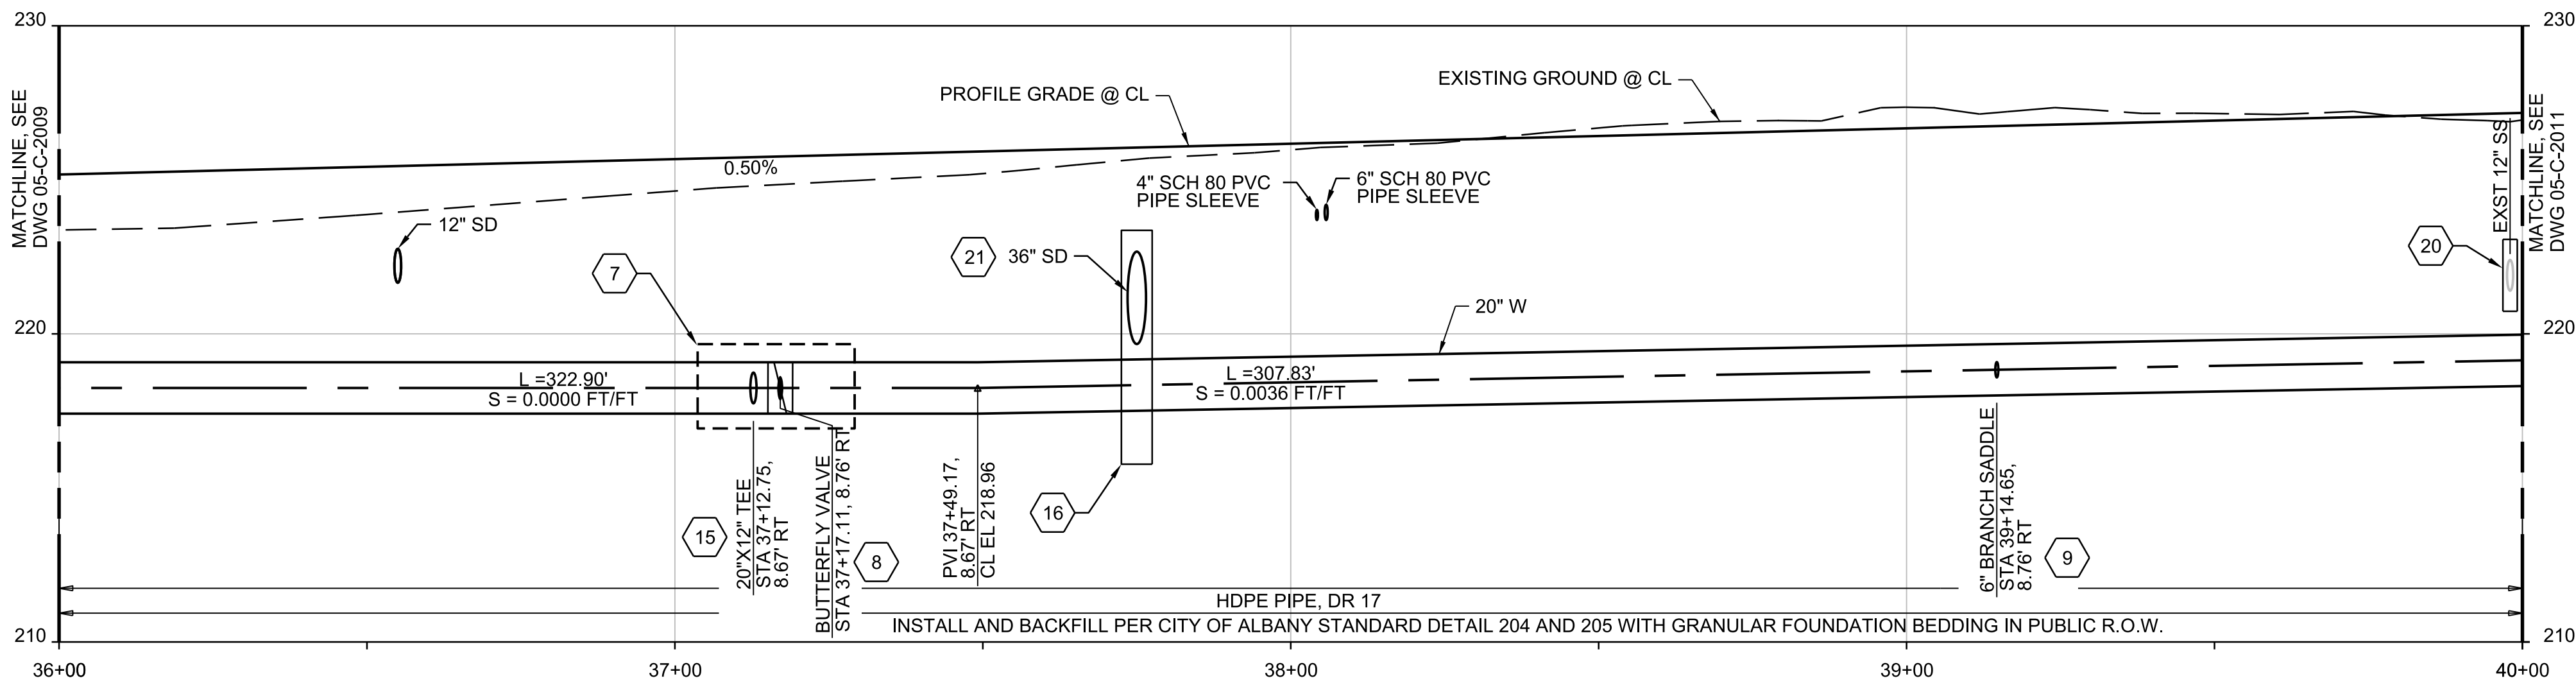 230
230
MATCHLINE, SEE
DWG 05-C-2009
PROFILE GRADE @ CL
EXISTING GROUND @ CL
MATCHLINE, SEE
DWG 05-C-2011
0.50%
4" SCH 80 PVC
PIPE SLEEVE
6" SCH 80 PVC
PIPE SLEEVE
EXST 12" SS
12" SD
7
21
36" SD
20
20" W
220
220
L =322.90'
S = 0.0000 FT/FT
L =307.83'
S = 0.0036 FT/FT
15
20"X12" TEE
STA 37+12.75,
8.67' RT
BUTTERFLY VALVE
STA 37+17.11, 8.76' RT
8
PVI 37+49.17,
8.67' RT
CL EL 218.96
16
6" BRANCH SADDLE
STA 39+14.65,
8.76' RT
9
HDPE PIPE, DR 17
INSTALL AND BACKFILL PER CITY OF ALBANY STANDARD DETAIL 204 AND 205 WITH GRANULAR FOUNDATION BEDDING IN PUBLIC R.O.W.
210
210
36+00
37+00
38+00
39+00
40+00